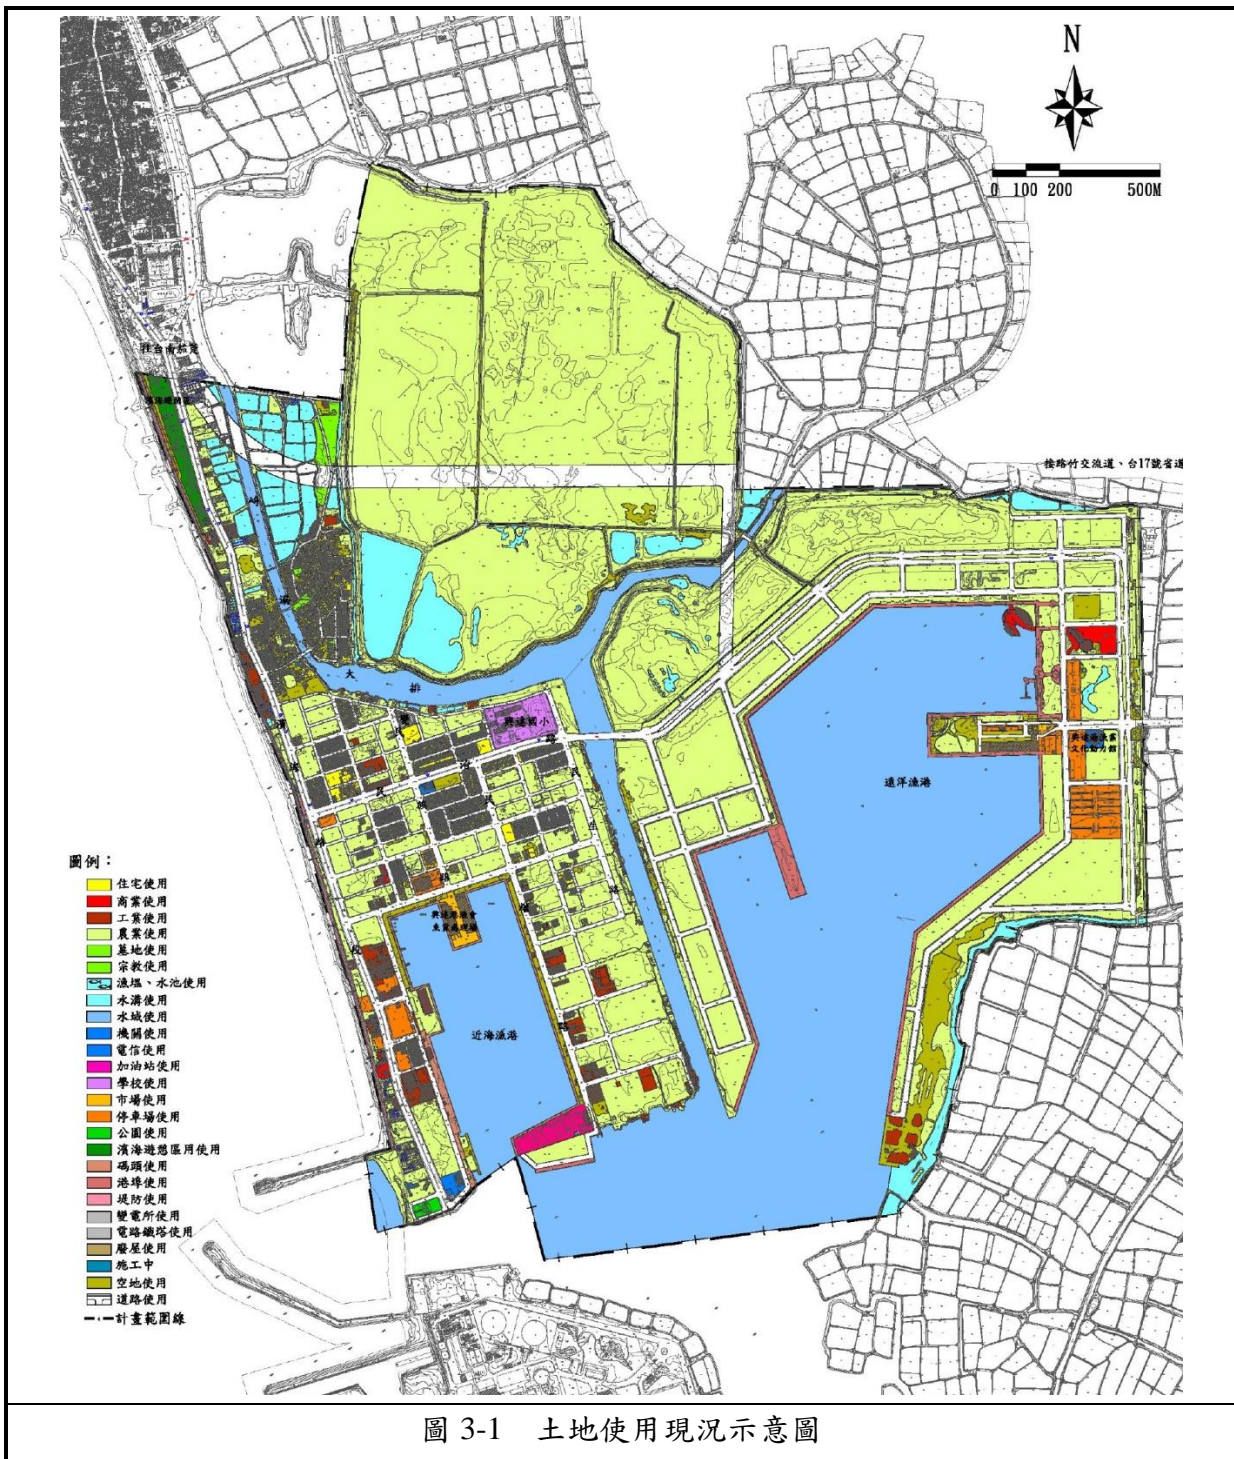 N
0 100 200 500M
往台南茄萣
接路竹交流道、台17號省道
大
排
興達國小
路
遠洋漁港
興達港漁會
近海漁港
圖例：
住宅使用
商業使用
工業使用
農業使用
墓地使用
宗教使用
漁塭、水池使用
水溝使用
水域使用
機關使用
電信使用
加油站使用
學校使用
市場使用
停車場使用
公園使用
濱海遊憩區用使用
碼頭使用
港埠使用
堤防使用
變電所使用
電路鐵塔使用
廢屋使用
施工中
空地使用
道路使用
計畫範圍線
圖 3-1 土地使用現況示意圖